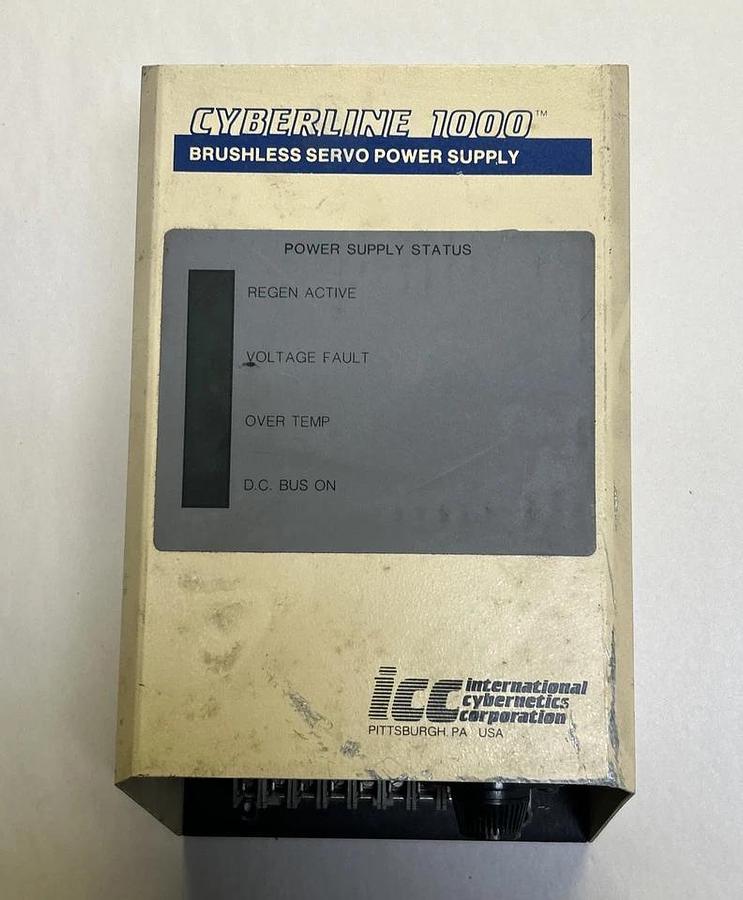 CYBERLINE 1000™
BRUSHLESS SERVO POWER SUPPLY
POWER SUPPLY STATUS
REGEN ACTIVE
VOLTAGE FAULT
OVER TEMP
D.C. BUS ON
icc international
cybernetics
corporation
PITTSBURGH, PA USA